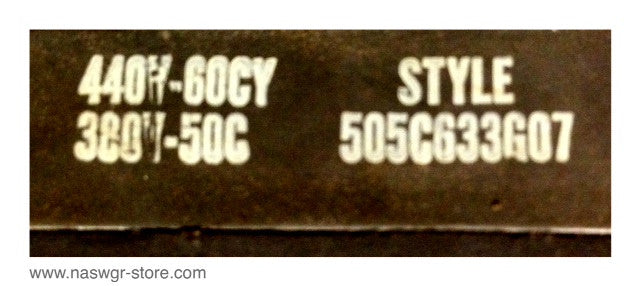 440V-60CY
380V-50C
STYLE
505C633G07
www.naswgr-store.com